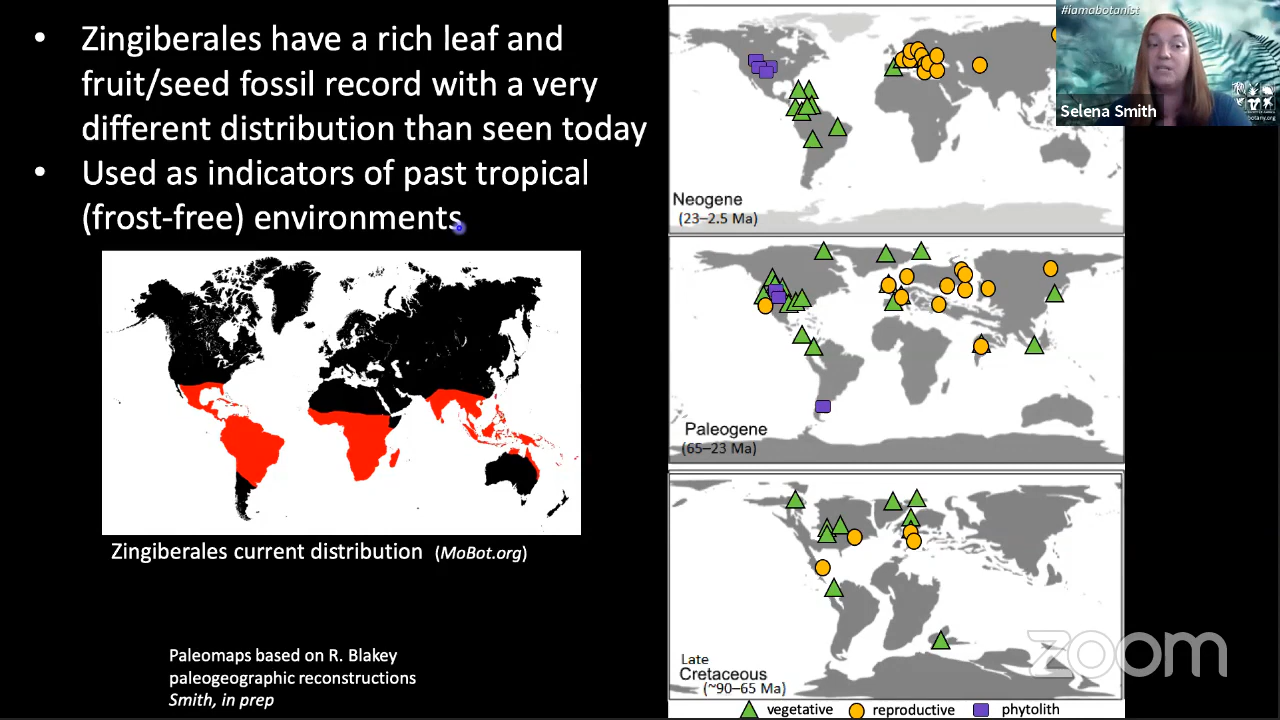 • Zingiberales have a rich leaf and
fruit/seed fossil record with a very
different distribution than seen today
• Used as indicators of past tropical
(frost-free) environments
Zingiberales current distribution (MoBot.org)
Paleomaps based on R. Blakey
paleogeographic reconstructions
Smith, in prep
Neogene
(23–2.5 Ma)
Paleogene
(65–23 Ma)
Late
Cretaceous
(~90–65 Ma)
vegetative reproductive phytolith
#iamabotanist
Selena Smith
botany.org
zoom